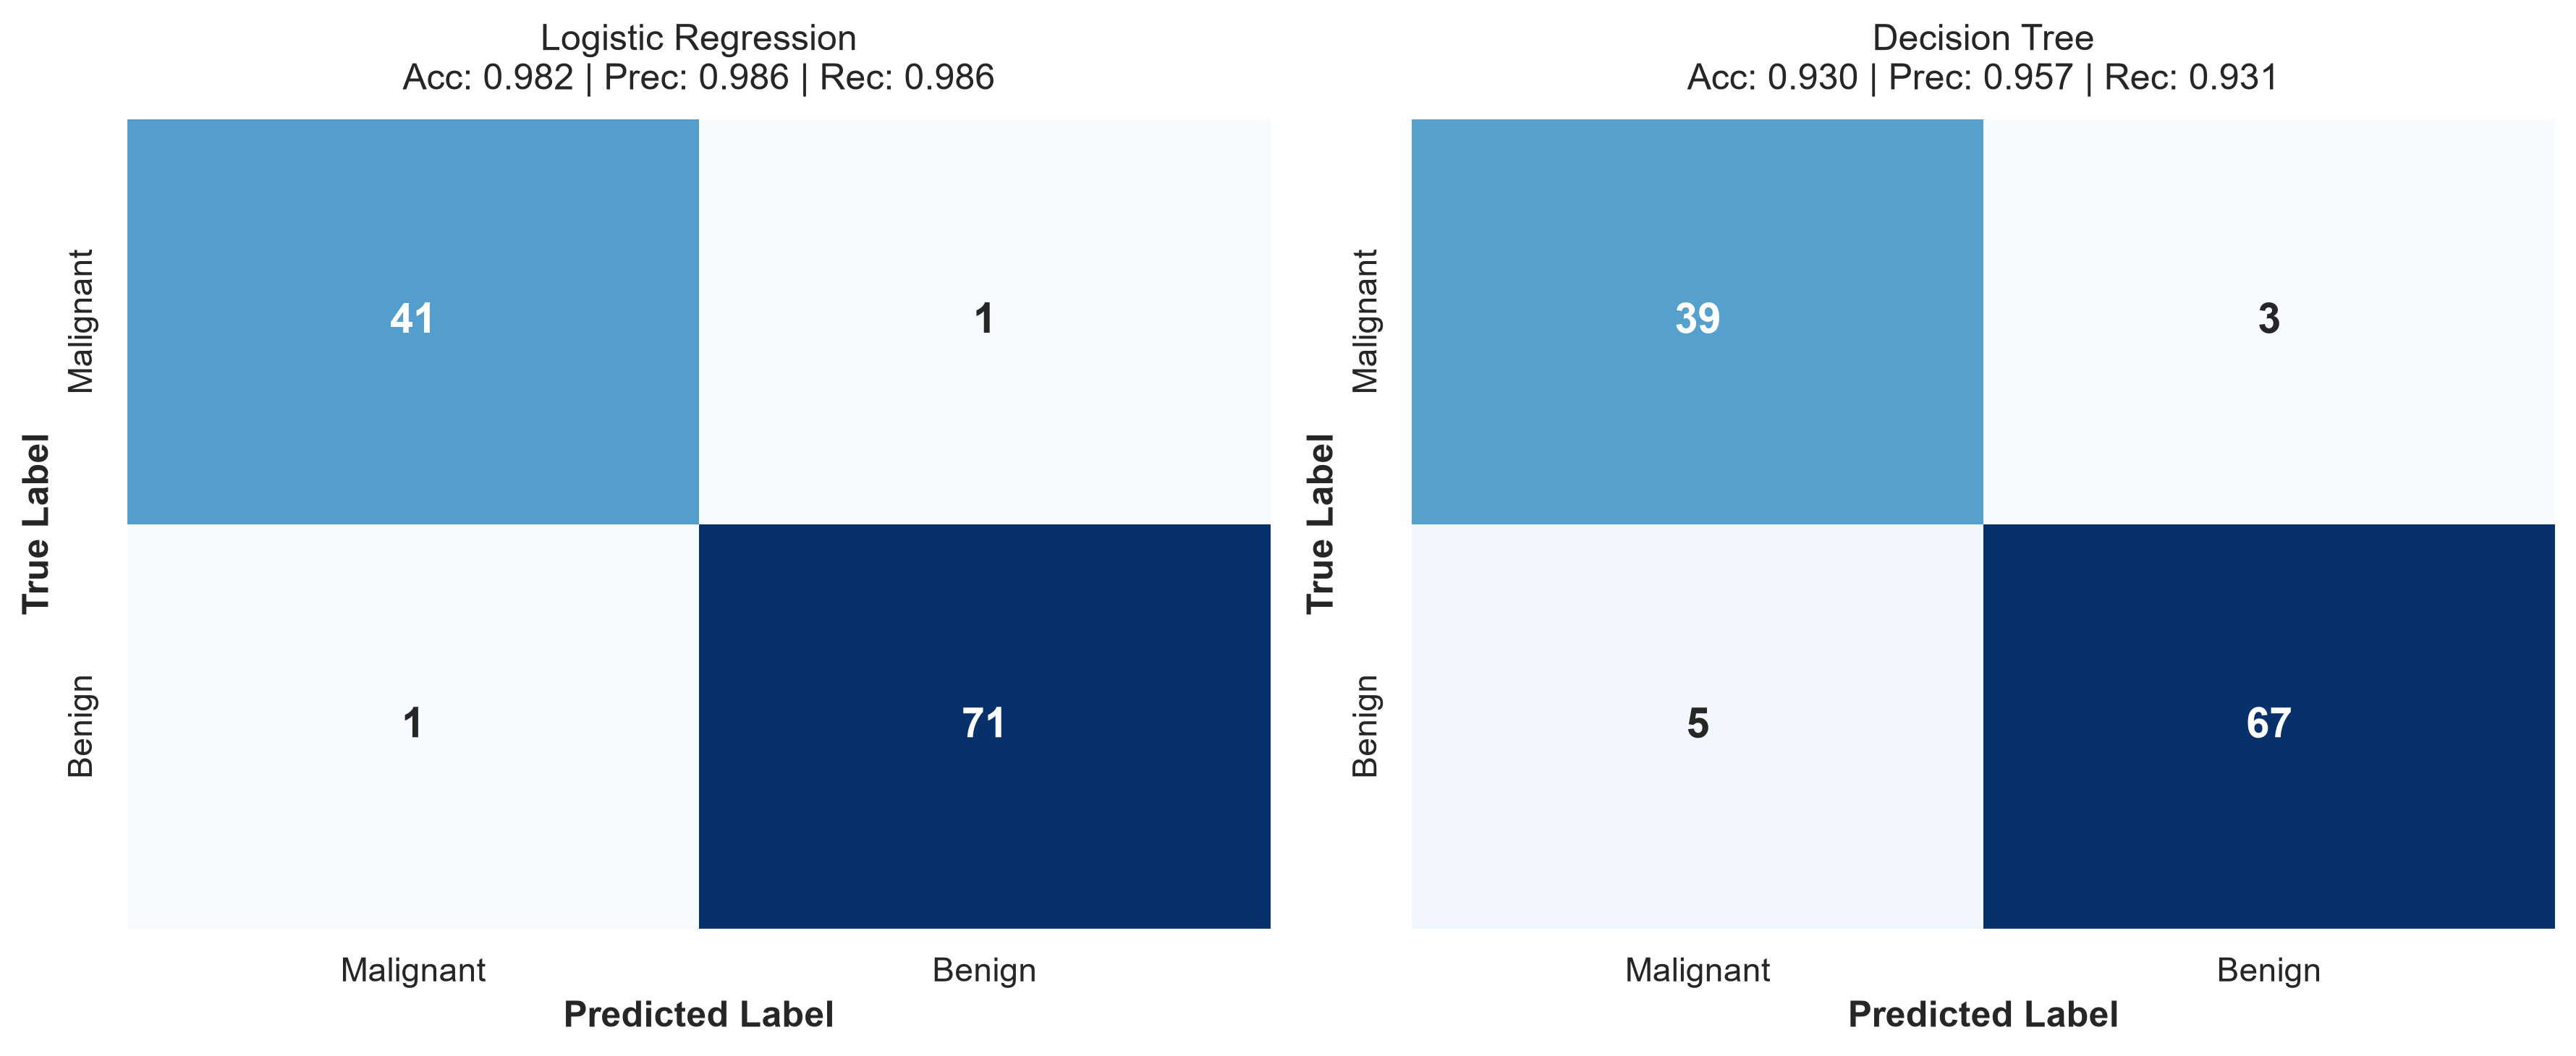 Logistic Regression
Acc: 0.982 | Prec: 0.986 | Rec: 0.986
True Label
Malignant
Benign
41
1
1
71
Malignant
Benign
Predicted Label
Decision Tree
Acc: 0.930 | Prec: 0.957 | Rec: 0.931
True Label
Malignant
Benign
39
3
5
67
Malignant
Benign
Predicted Label